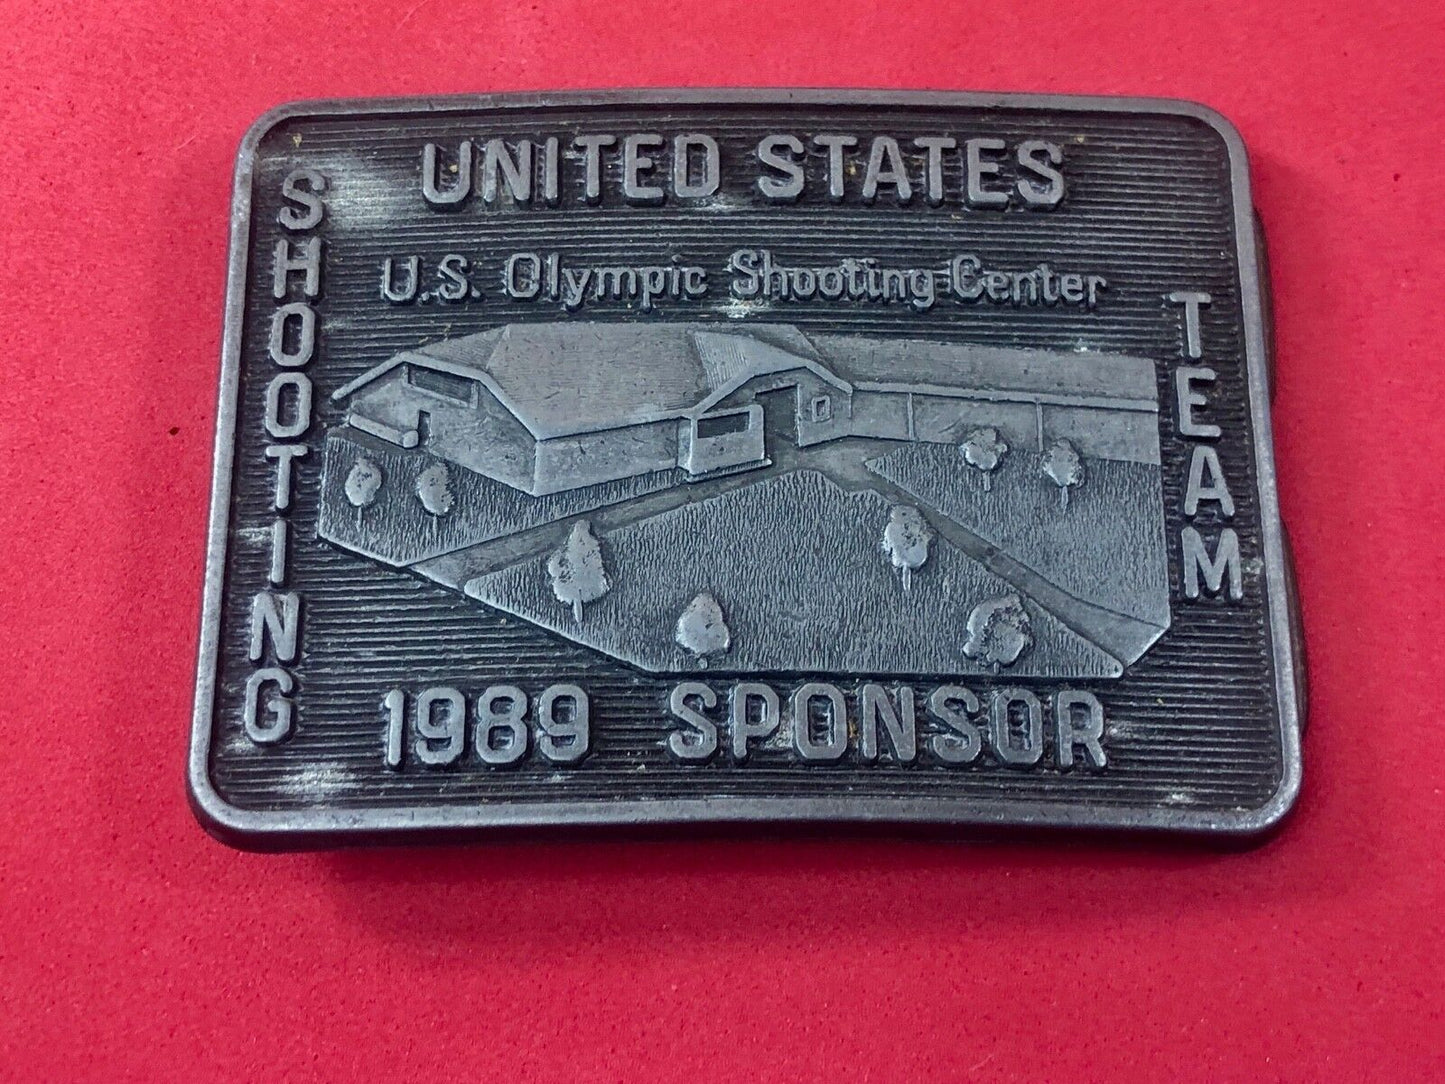 UNITED STATES
SHOOTING
TEAM
U.S. Olympic Shooting Center
1989 SPONSOR